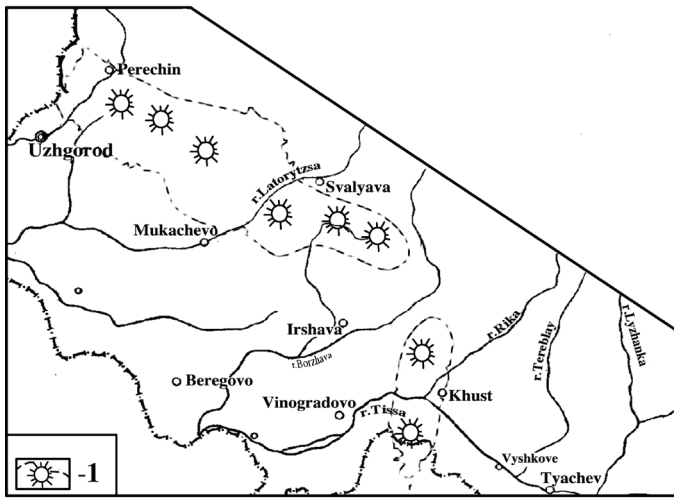 Perechin
Uzhgorod
r.Latorytzsa
Svalyava
Mukachevo
Irshava
r.Borzhava
r.Rika
r.Tereblay
r.Lyzhanka
Beregovo
Vinogradovo
r.Tissa
Khust
Vyshkove
Tyachev
-1